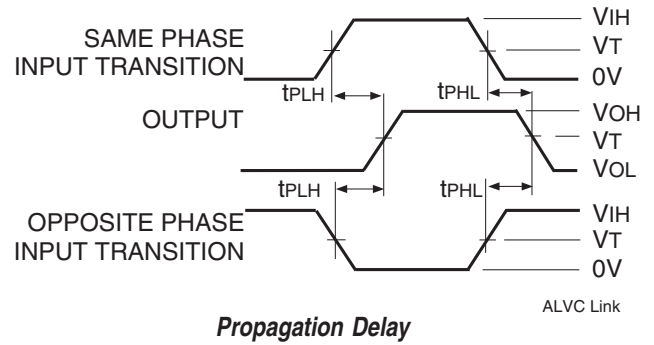 SAME PHASE
INPUT TRANSITION
VIH
VT
0V
tPLH
tPHL
OUTPUT
VOH
VT
VOL
tPLH
tPHL
OPPOSITE PHASE
INPUT TRANSITION
VIH
VT
0V
ALVC Link
Propagation Delay